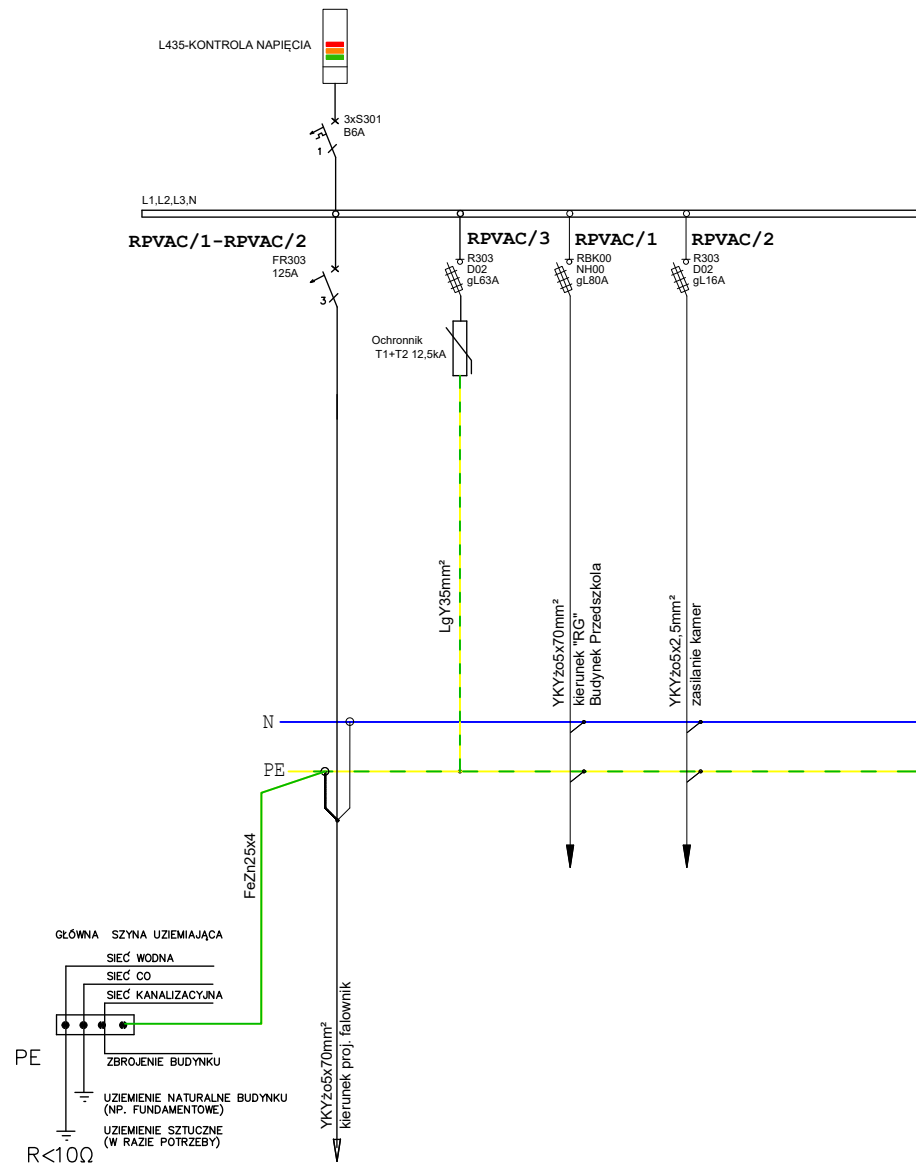 L435-KONTROLA NAPIĘCIA
3xS301
B6A
1
L1,L2,L3,N
RPVAC/1-RPVAC/2
RPVAC/3
RPVAC/1
RPVAC/2
FR303
125A
3
R303
D02
gL63A
RBK00
NH00
gL80A
R303
D02
gL16A
Ochronnik
T1+T2 12,5kA
LgY35mm²
YKYżo5x70mm²
kierunek "RG"
Budynek Przedszkola
YKYżo5x2,5mm²
zasilanie kamer
N
PE
FeZn25x4
GŁÓWNA SZYNA UZIEMIAJĄCA
SIEĆ WODNA
SIEĆ CO
SIEĆ KANALIZACYJNA
PE
ZBROJENIE BUDYNKU
UZIEMIENIE NATURALNE BUDYNKU
(NP. FUNDAMENTOWE)
UZIEMIENIE SZTUCZNE
(W RAZIE POTRZEBY)
R<10Ω
YKYżo5x70mm²
kierunek proj. falownik